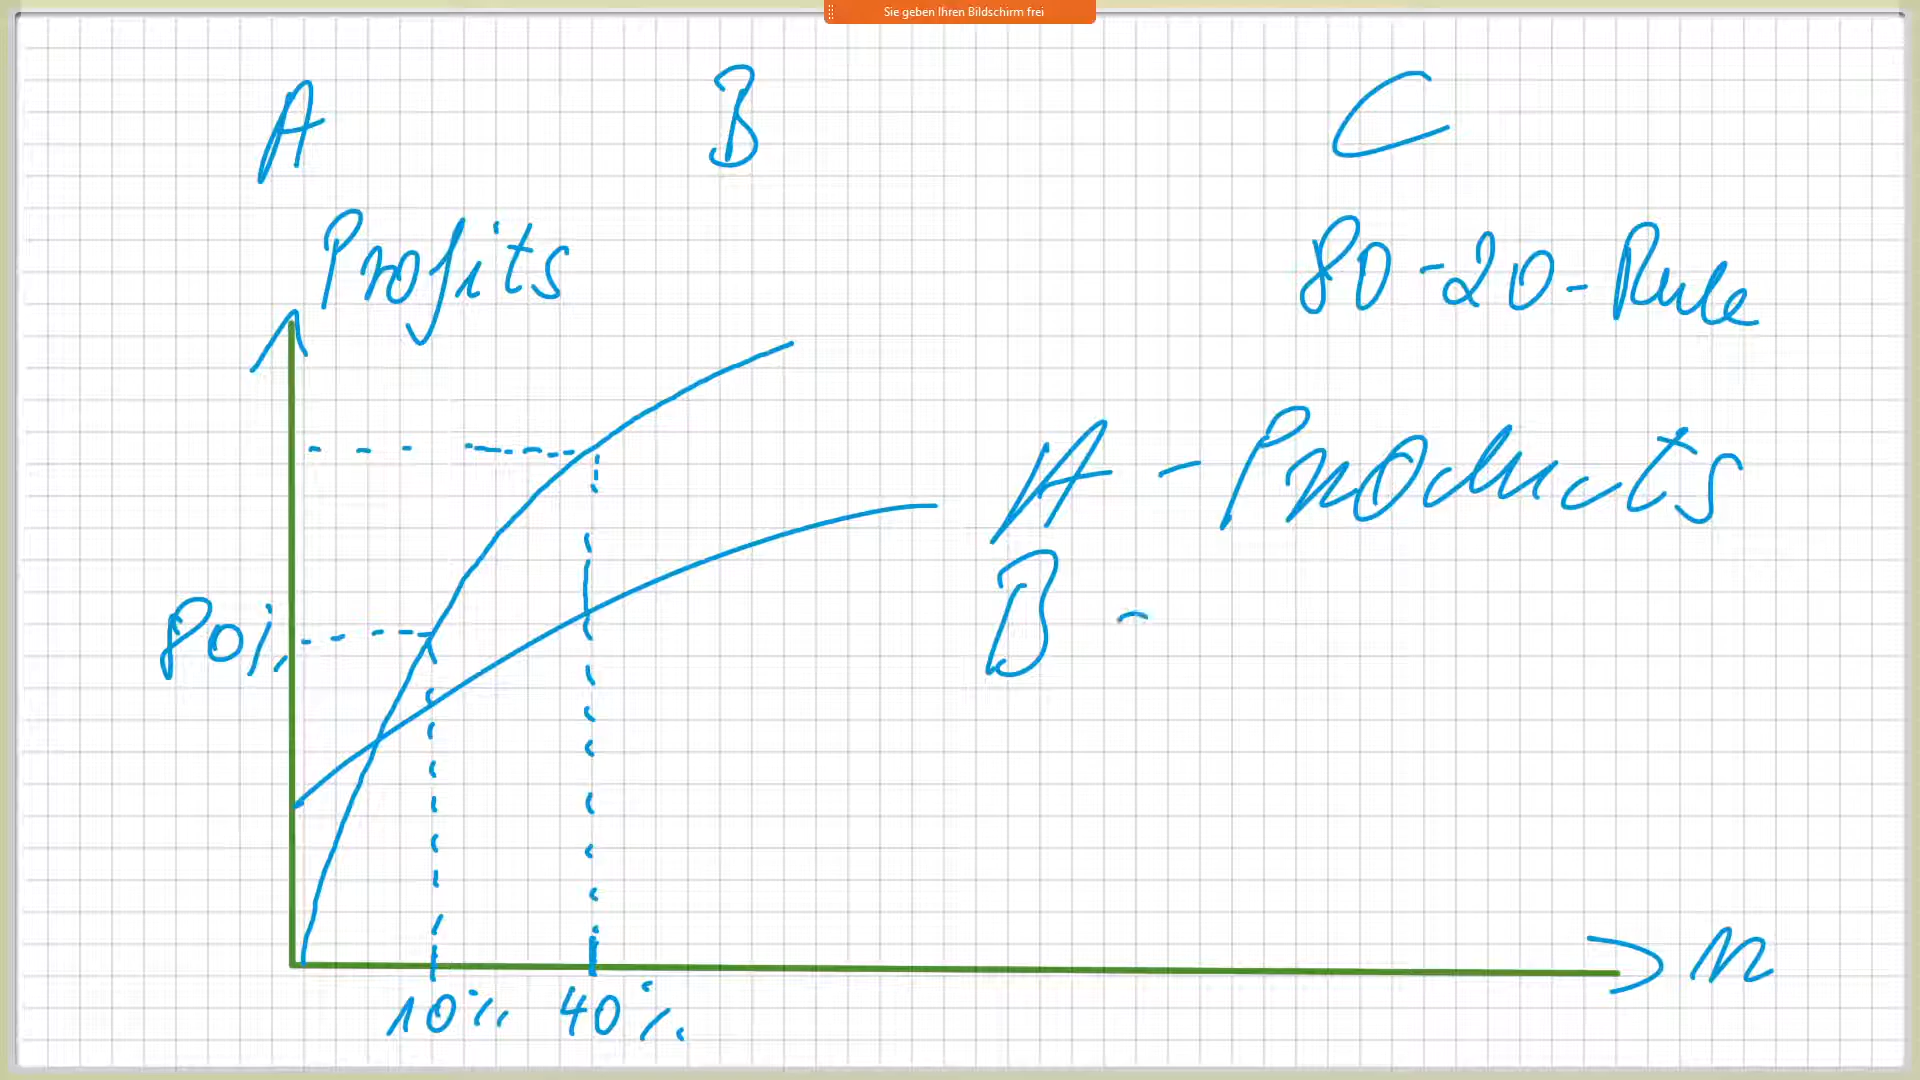 Sie geben Ihren Bildschirm frei
A B C
Profits
80-20-Rule
A - Products
B -
80%
n
10% 40%